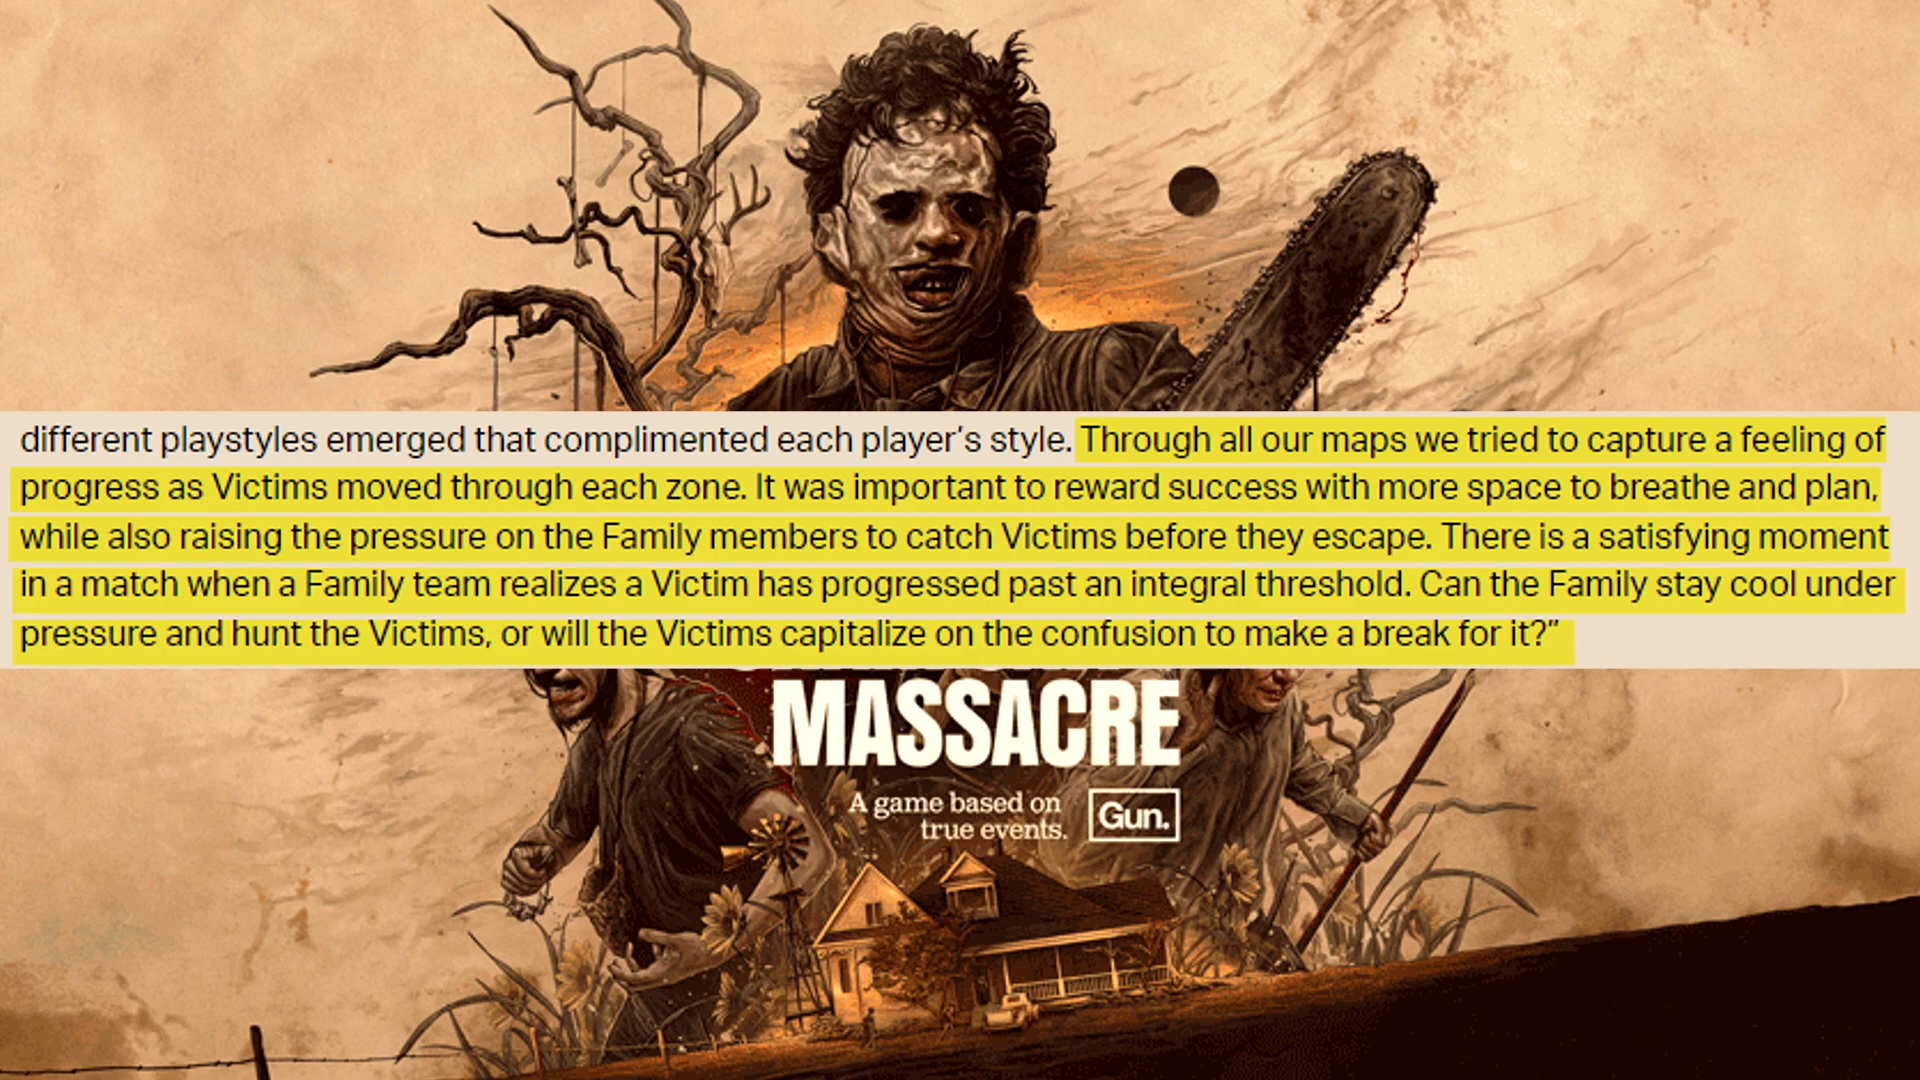 different playstyles emerged that complimented each player's style. Through all our maps we tried to capture a feeling of
progress as Victims moved through each zone. It was important to reward success with more space to breathe and plan,
while also raising the pressure on the Family members to catch Victims before they escape. There is a satisfying moment
in a match when a Family team realizes a Victim has progressed past an integral threshold. Can the Family stay cool under
pressure and hunt the Victims, or will the Victims capitalize on the confusion to make a break for it?”
MASSACRE
A game based on
true events.
Gun.